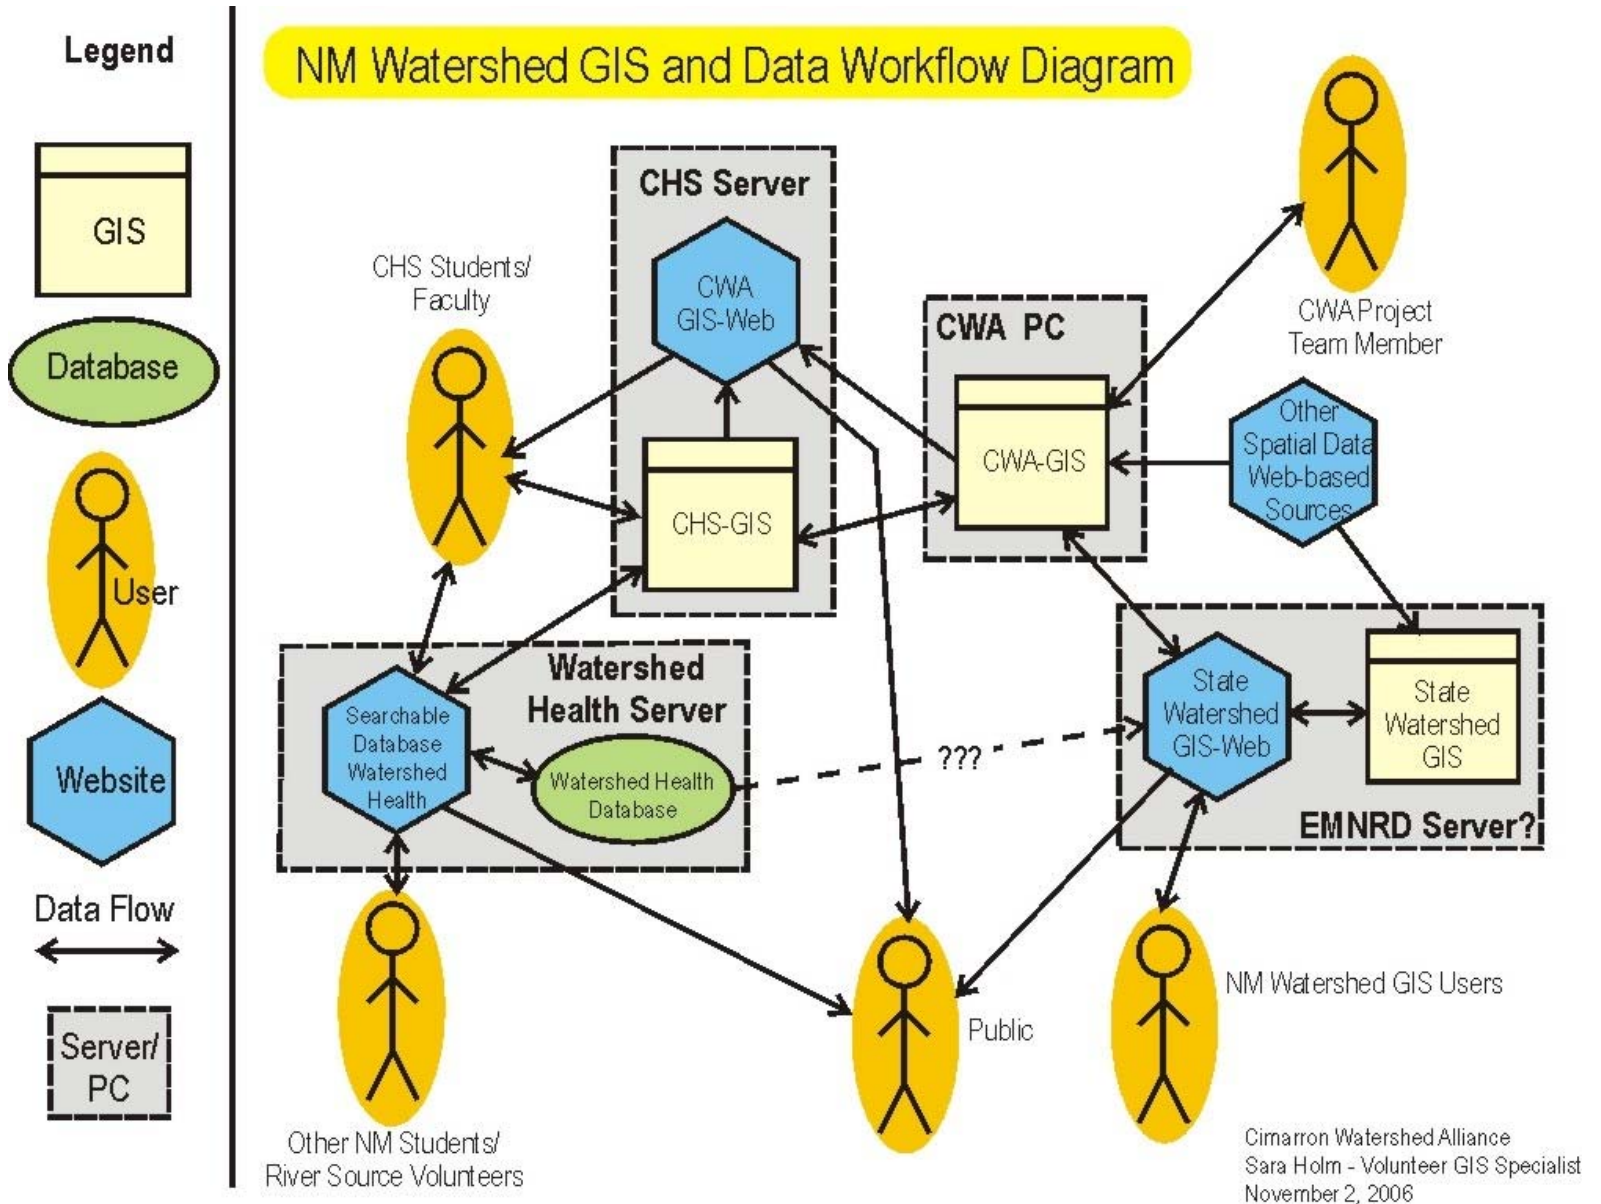 Legend
GIS
Database
User
Website
Data Flow
Server/
PC
NM Watershed GIS and Data Workflow Diagram
CHS Server
CWA
GIS-Web
CHS-GIS
CHS Students/
Faculty
CWA PC
CWA-GIS
CWA Project
Team Member
Other
Spatial Data
Web-based
Sources
Watershed
Health Server
Searchable
Database
Watershed
Health
Watershed Health
Database
???
State
Watershed
GIS-Web
State
Watershed
GIS
EMNRD Server?
Other NM Students/
River Source Volunteers
Public
NM Watershed GIS Users
Cimarron Watershed Alliance
Sara Holm - Volunteer GIS Specialist
November 2, 2006